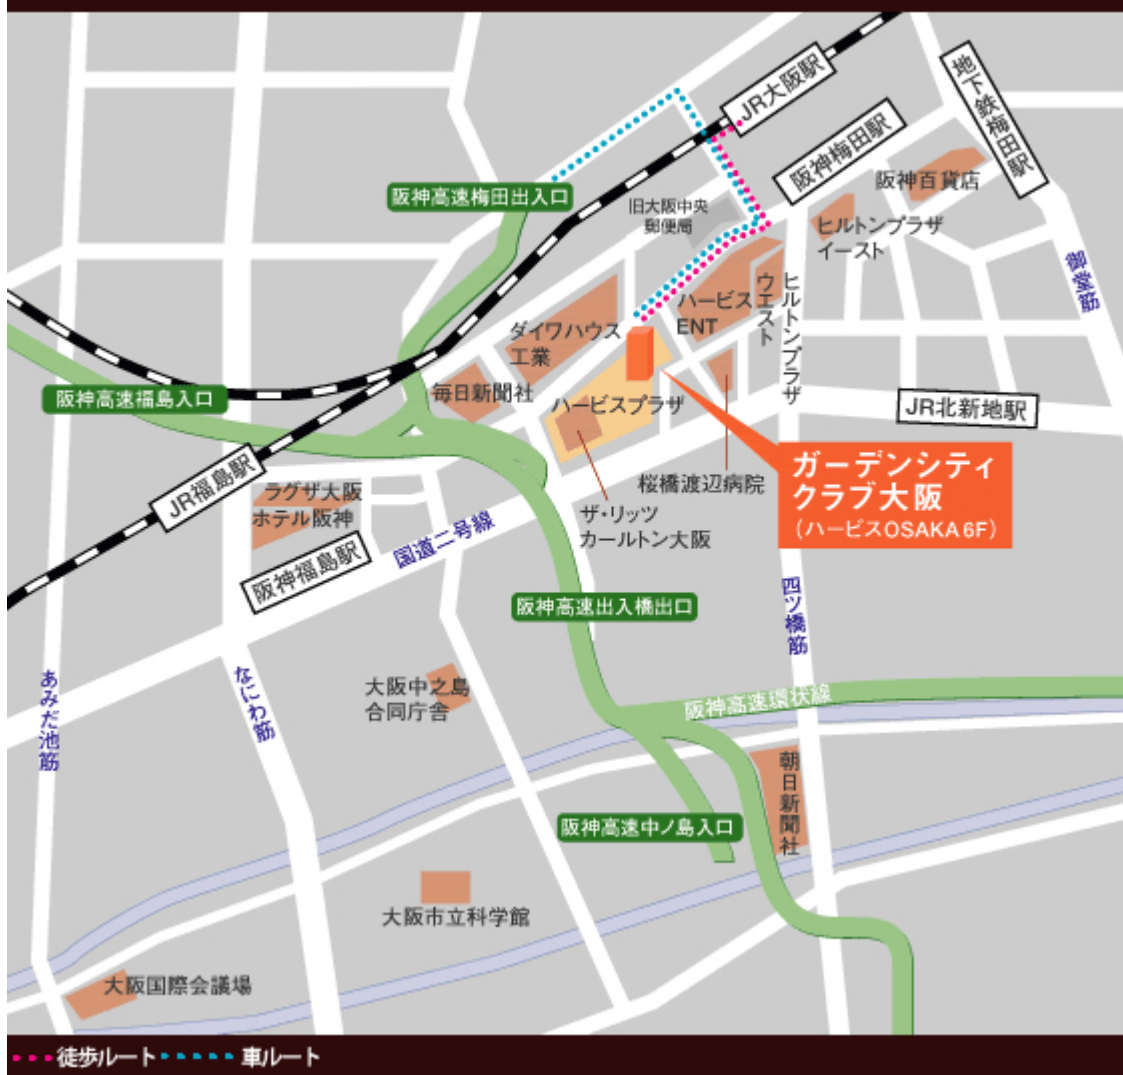 JR大阪駅
地下鉄梅田駅
阪神梅田駅
阪神百貨店
阪神高速梅田出入口
旧大阪中央
郵便局
ヒルトンプラザ
イースト
御堂筋
ハービス
ENT
ヒルトンプラザ
ウエスト
ダイワハウス
工業
毎日新聞社
阪神高速福島入口
ハービスプラザ
JR北新地駅
ガーデンシティ
クラブ大阪
(ハービスOSAKA 6F)
JR福島駅
ラグザ大阪
ホテル阪神
桜橋渡辺病院
ザ・リッツ
カールトン大阪
国道二号線
阪神福島駅
阪神高速出入橋出口
四ツ橋筋
あみだ池筋
なにわ筋
大阪中之島
合同庁舎
阪神高速環状線
朝日新聞社
阪神高速中ノ島入口
大阪市立科学館
大阪国際会議場
徒歩ルート
車ルート